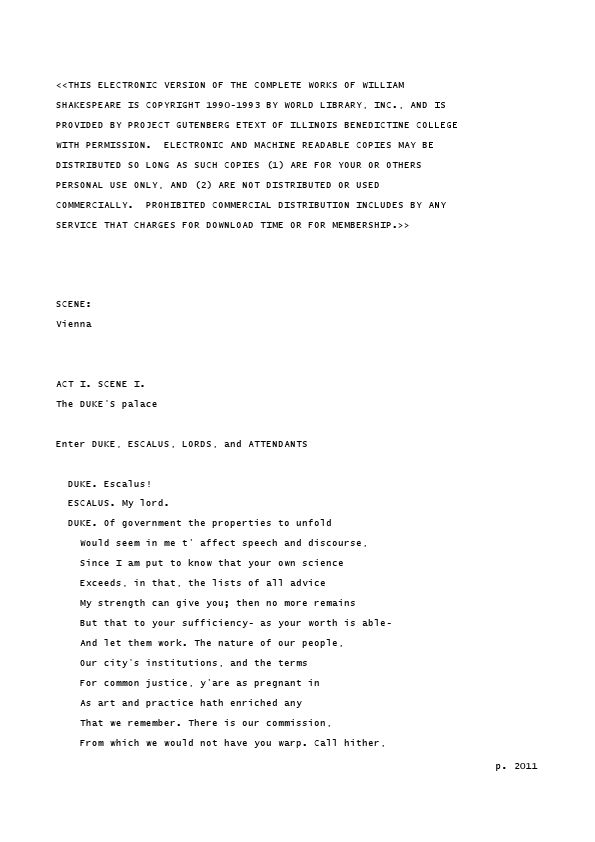 <<THIS ELECTRONIC VERSION OF THE COMPLETE WORKS OF WILLIAM
SHAKESPEARE IS COPYRIGHT 1990-1993 BY WORLD LIBRARY, INC., AND IS
PROVIDED BY PROJECT GUTENBERG ETEXT OF ILLINOIS BENEDICTINE COLLEGE
WITH PERMISSION.  ELECTRONIC AND MACHINE READABLE COPIES MAY BE
DISTRIBUTED SO LONG AS SUCH COPIES (1) ARE FOR YOUR OR OTHERS
PERSONAL USE ONLY, AND (2) ARE NOT DISTRIBUTED OR USED
COMMERCIALLY.  PROHIBITED COMMERCIAL DISTRIBUTION INCLUDES BY ANY
SERVICE THAT CHARGES FOR DOWNLOAD TIME OR FOR MEMBERSHIP.>>
SCENE:
Vienna
ACT I. SCENE I.
The DUKE'S palace
Enter DUKE, ESCALUS, LORDS, and ATTENDANTS
DUKE. Escalus!
ESCALUS. My lord.
DUKE. Of government the properties to unfold
Would seem in me t' affect speech and discourse,
Since I am put to know that your own science
Exceeds, in that, the lists of all advice
My strength can give you; then no more remains
But that to your sufficiency- as your worth is able-
And let them work. The nature of our people,
Our city's institutions, and the terms
For common justice, y'are as pregnant in
As art and practice hath enriched any
That we remember. There is our commission,
From which we would not have you warp. Call hither,
p. 2011